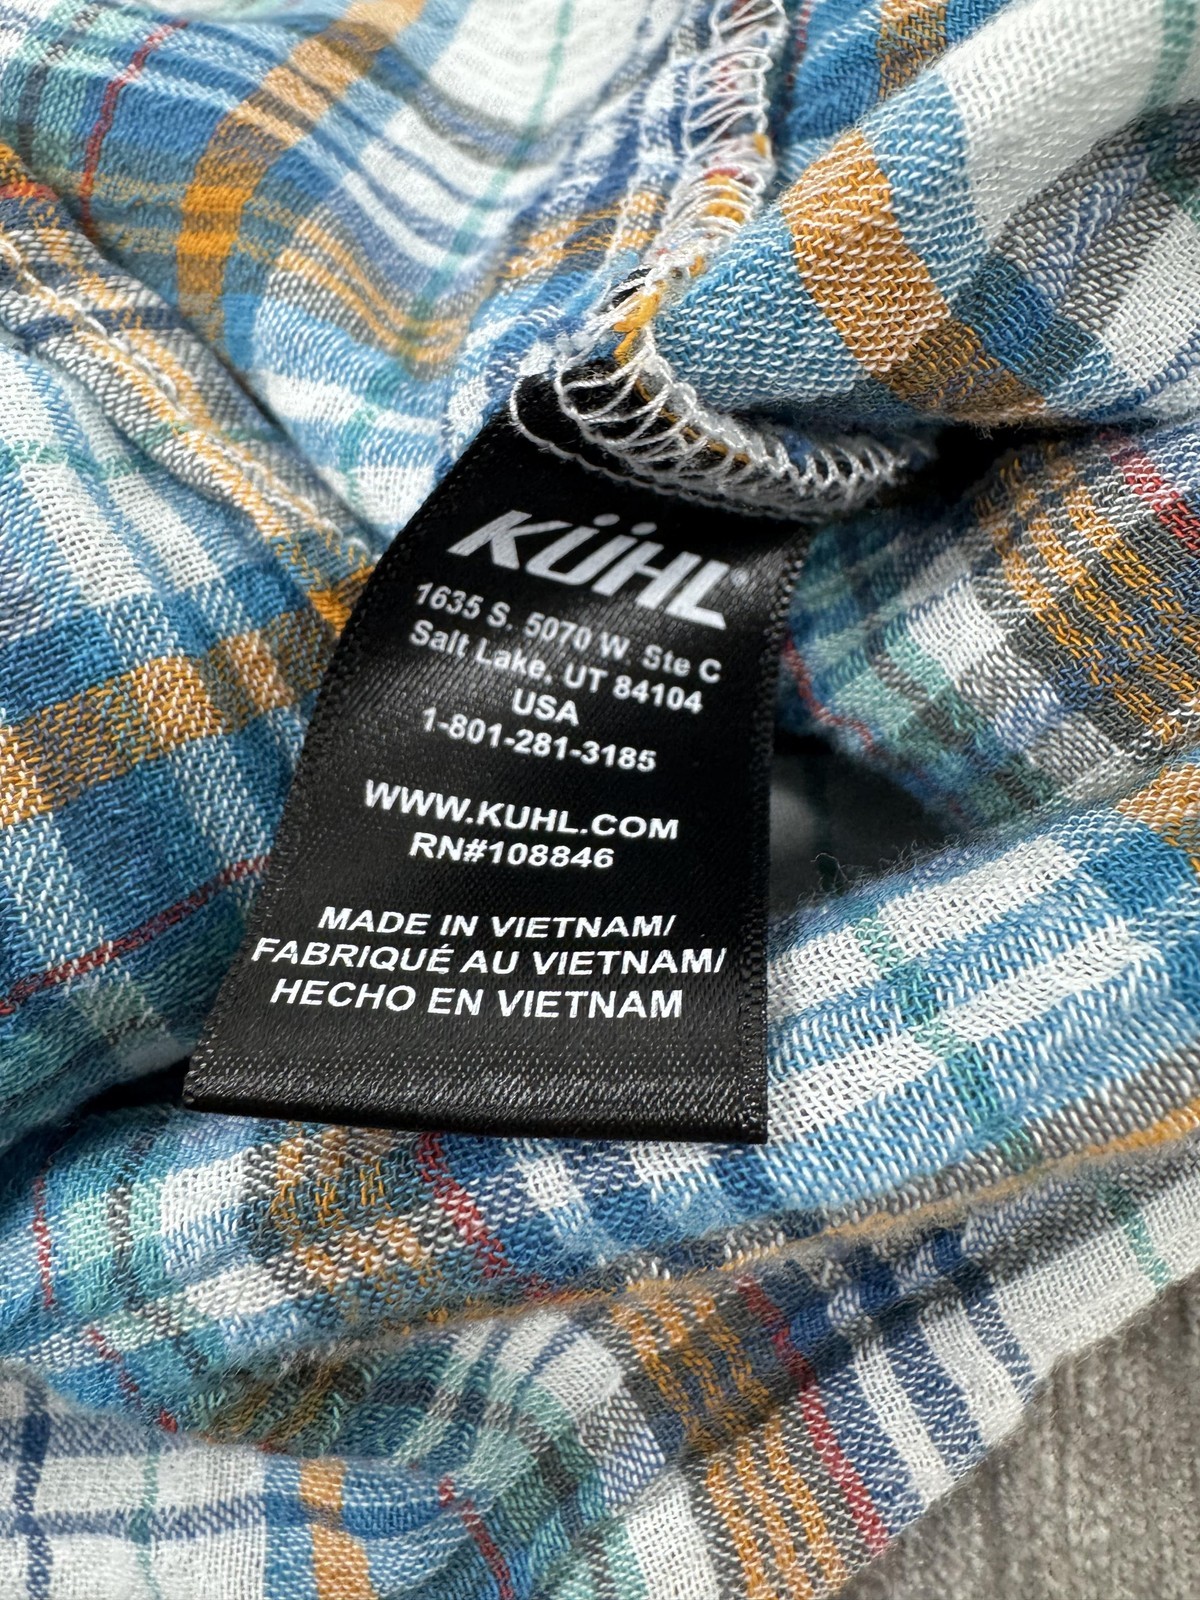 KÜHL
1635 S. 5070 W. Ste C
Salt Lake, UT 84104
USA
1-801-281-3185
WWW.KUHL.COM
RN#108846
MADE IN VIETNAM/
FABRIQUÉ AU VIETNAM/
HECHO EN VIETNAM